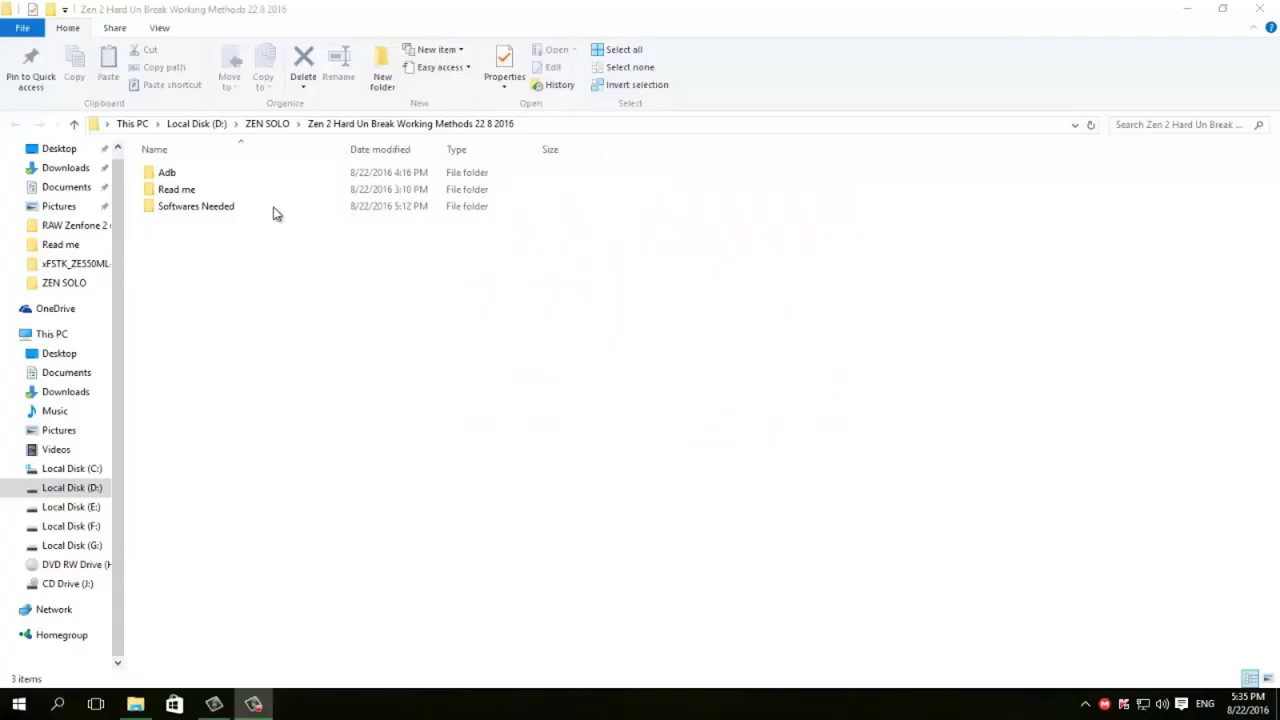 Zen 2 Hard Un Break Working Methods 22 8 2016
File Home Share View
Pin to Quick access
Copy
Paste
Cut
Copy path
Paste shortcut
Clipboard
Move to
Copy to
Delete
Rename
Organize
New folder
New item
Easy access
New
Properties
Open
Edit
History
Open
Select all
Select none
Invert selection
Select
This PC Local Disk (D:) ZEN SOLO Zen 2 Hard Un Break Working Methods 22 8 2016
Search Zen 2 Hard Un Break ...
Name Date modified Type Size
Adb 8/22/2016 4:16 PM File folder
Read me 8/22/2016 3:10 PM File folder
Softwares Needed 8/22/2016 5:12 PM File folder
Desktop
Downloads
Documents
Pictures
RAW Zenfone 2
Read me
xFSTK_ZE550ML
ZEN SOLO
OneDrive
This PC
Desktop
Documents
Downloads
Music
Pictures
Videos
Local Disk (C:)
Local Disk (D:)
Local Disk (E:)
Local Disk (F:)
Local Disk (G:)
DVD RW Drive (H
CD Drive (J:)
Network
Homegroup
3 items
ENG
5:35 PM
8/22/2016